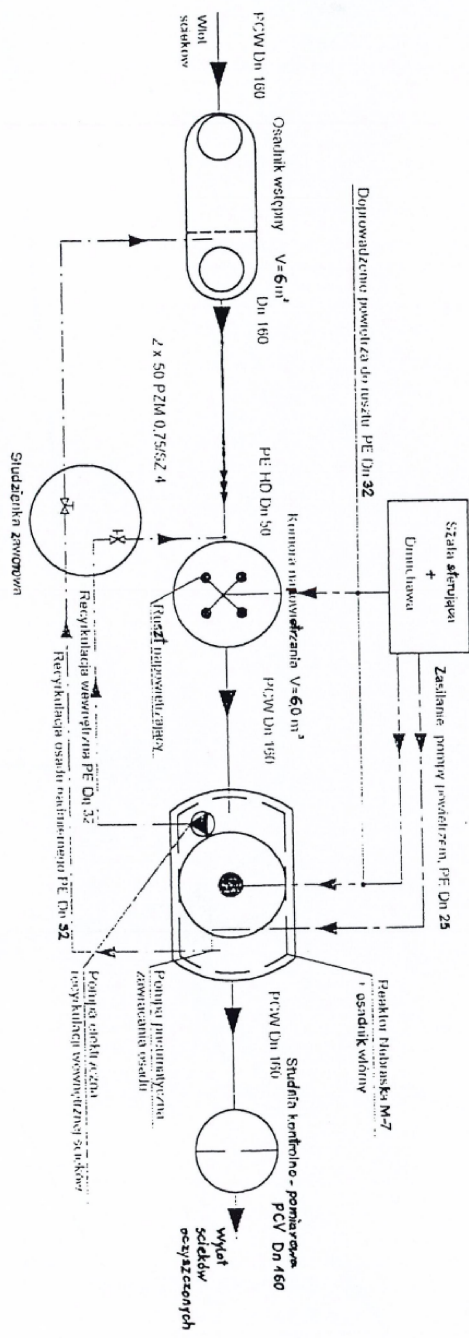 PCW Dn 160
Wlot
ścieków
Osadnik wstępny
V=6m³
Dn 160
Doprowadzenie powietrza do rusztu PE Dn 32
2 x 50 PZM 0,75/SZ 4
PE HD Dn 50
Studzienka zaworowa
Komora napowietrzania V=6,0 m³
Ruszt napowietrzający
Szafa sterująca
+
Dmuchawa
Zasilanie pompy powietrzem, PE Dn 25
Recyrkulacja wewnętrzna PE Dn 32
Recyrkulacja osadu nadmiernego PE Dn 32
PCW Dn 160
Reaktor Nebraska M-7
+ osadnik wtórny
Pompa pneumatyczna
zawracania osadu
Pompa elektryczna
recyrkulacji wewnętrznej ścieków
PCW Dn 160
Studnia kontrolno - pomiarowa
PCV Dn 160
wylot
ścieków
oczyszczonych